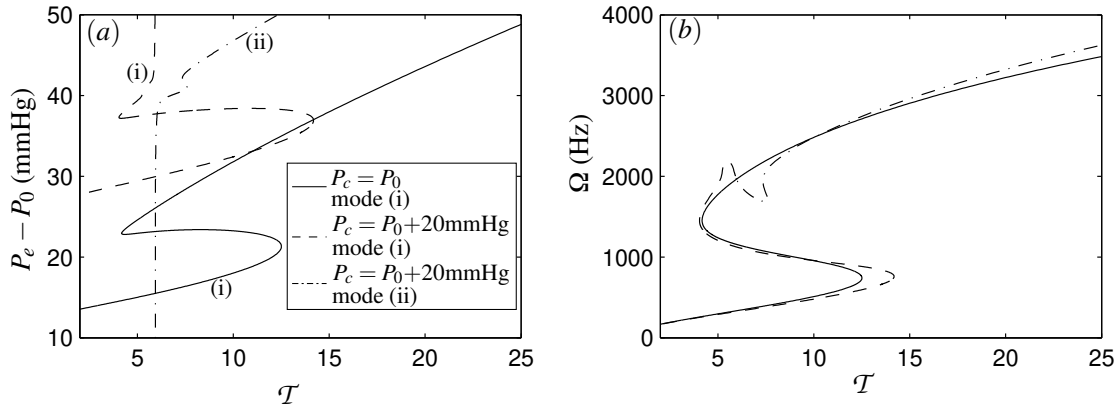 (a)
50
40
30
20
10
P_e − P_0 (mmHg)
5
10
15
20
25
𝒯
(i)
(ii)
(i)
P_c = P_0
mode (i)
P_c = P_0+20mmHg
mode (i)
P_c = P_0+20mmHg
mode (ii)
(b)
4000
3000
2000
1000
0
Ω (Hz)
5
10
15
20
25
𝒯